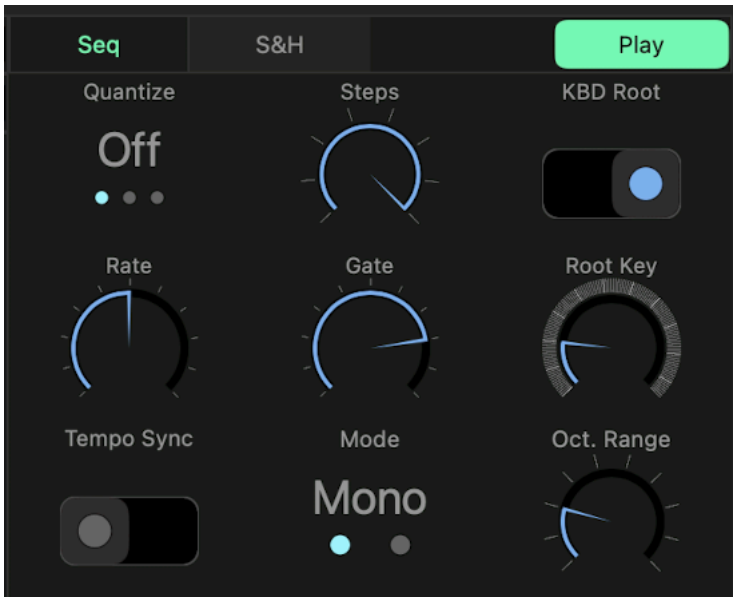 Seq S&H Play
Quantize Steps KBD Root
Off
Rate Gate Root Key
Tempo Sync Mode Oct. Range
Mono